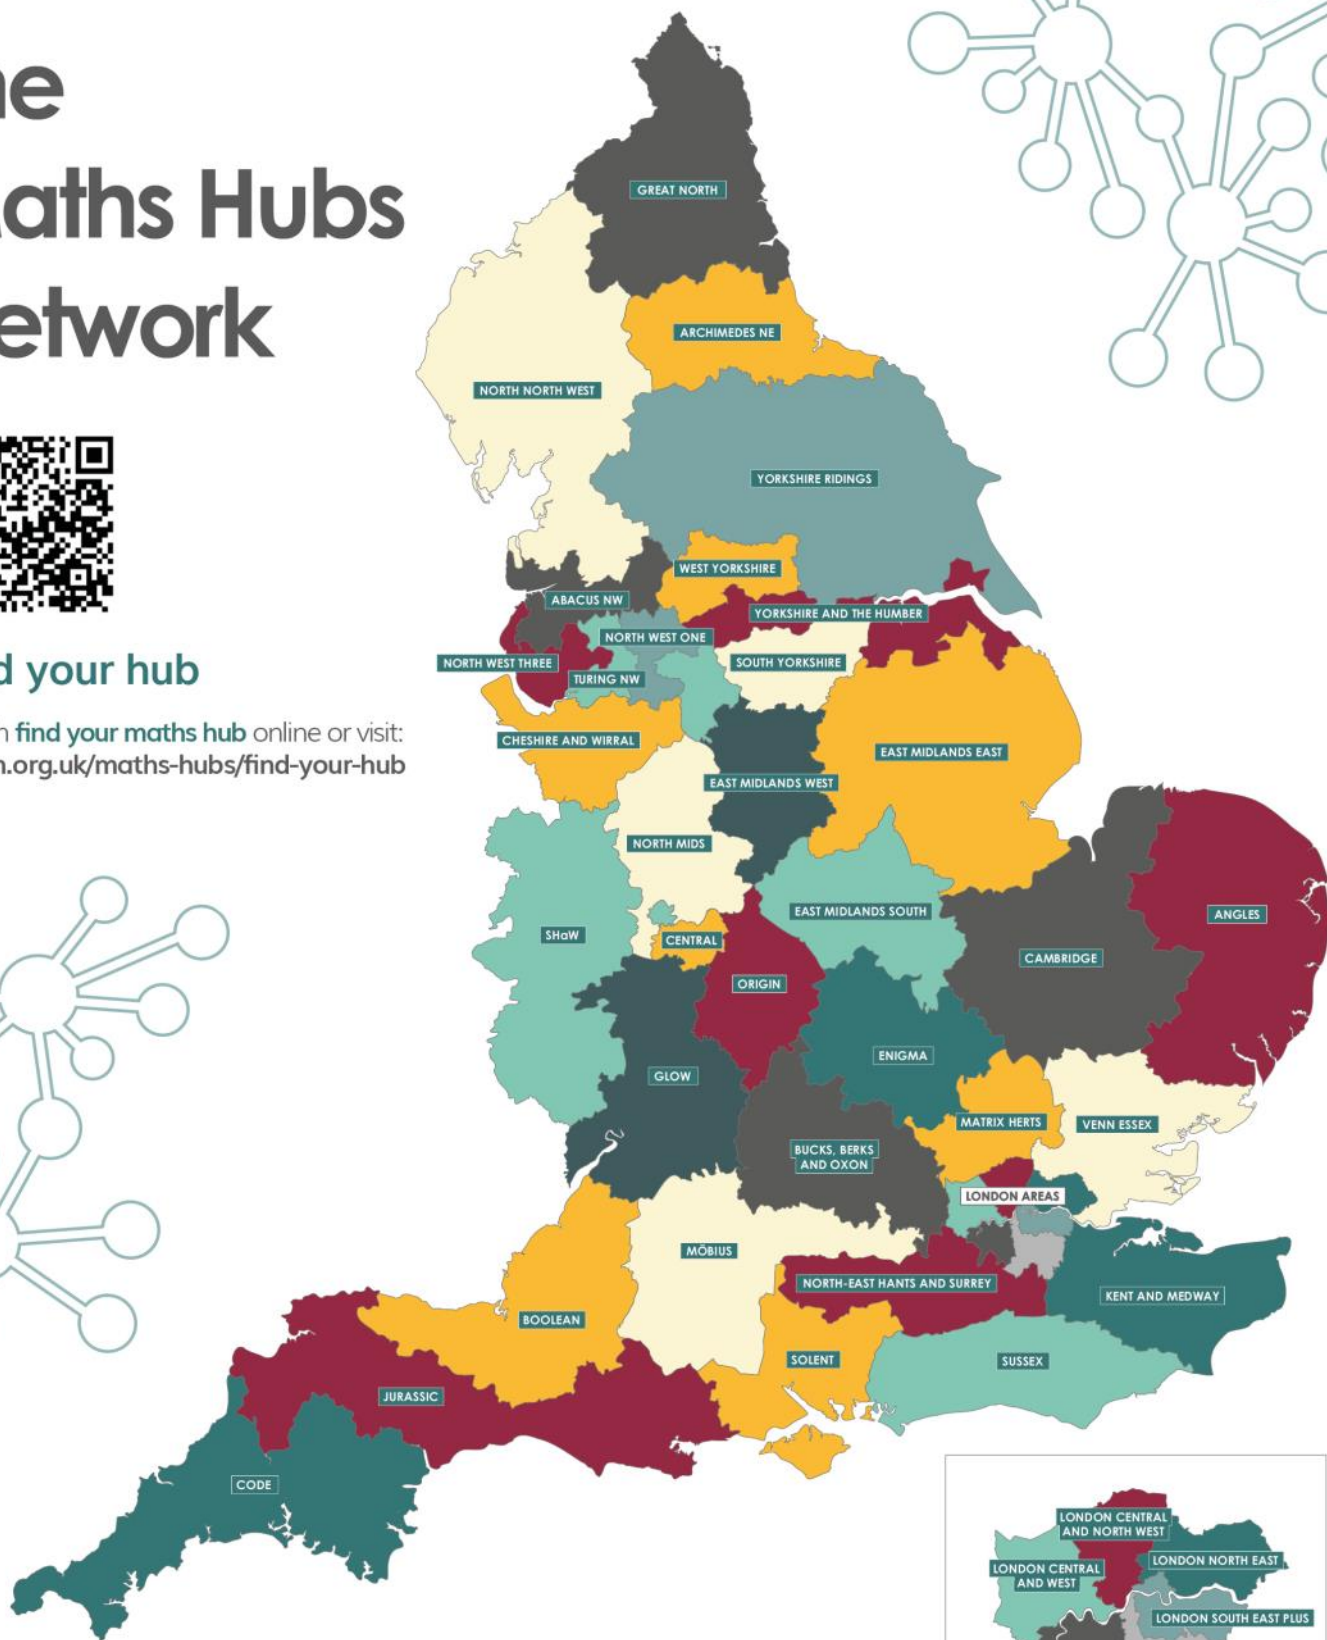 ne
aths Hubs
etwork
d your hub
n find your maths hub online or visit:
n.org.uk/maths-hubs/find-your-hub
GREAT NORTH
ARCHIMEDES NE
NORTH NORTH WEST
YORKSHIRE RIDINGS
WEST YORKSHIRE
ABACUS NW
YORKSHIRE AND THE HUMBER
NORTH WEST ONE
NORTH WEST THREE
SOUTH YORKSHIRE
TURING NW
CHESHIRE AND WIRRAL
EAST MIDLANDS EAST
EAST MIDLANDS WEST
NORTH MIDS
EAST MIDLANDS SOUTH
ANGLES
SHaW
CENTRAL
CAMBRIDGE
ORIGIN
ENIGMA
GLOW
MATRIX HERTS
VENN ESSEX
BUCKS, BERKS
AND OXON
LONDON AREAS
MÖBIUS
NORTH-EAST HANTS AND SURREY
KENT AND MEDWAY
BOOLEAN
SOLENT
SUSSEX
JURASSIC
CODE
LONDON CENTRAL
AND NORTH WEST
LONDON NORTH EAST
LONDON CENTRAL
AND WEST
LONDON SOUTH EAST PLUS